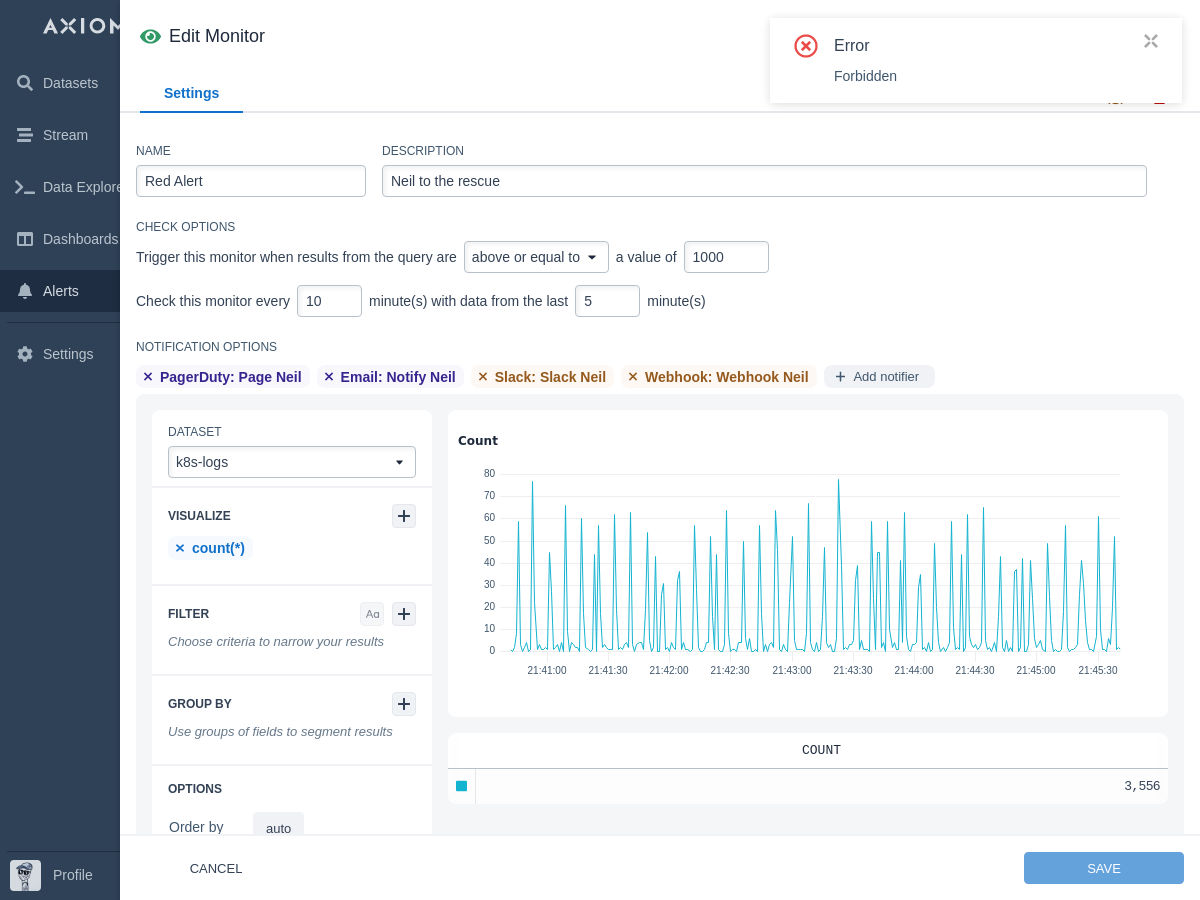 AXIOM
Edit Monitor
Error
Forbidden
Datasets
Stream
Data Explore
Dashboards
Alerts
Settings
Profile
Settings
NAME DESCRIPTION
Red Alert Neil to the rescue
CHECK OPTIONS
Trigger this monitor when results from the query are above or equal to a value of 1000
Check this monitor every 10 minute(s) with data from the last 5 minute(s)
NOTIFICATION OPTIONS
PagerDuty: Page Neil Email: Notify Neil Slack: Slack Neil Webhook: Webhook Neil Add notifier
DATASET
k8s-logs
VISUALIZE
count(*)
FILTER Aa
Choose criteria to narrow your results
GROUP BY
Use groups of fields to segment results
OPTIONS
Order by auto
Count
80
70
60
50
40
30
20
10
0
21:41:00 21:41:30 21:42:00 21:42:30 21:43:00 21:43:30 21:44:00 21:44:30 21:45:00 21:45:30
COUNT
3,556
CANCEL SAVE